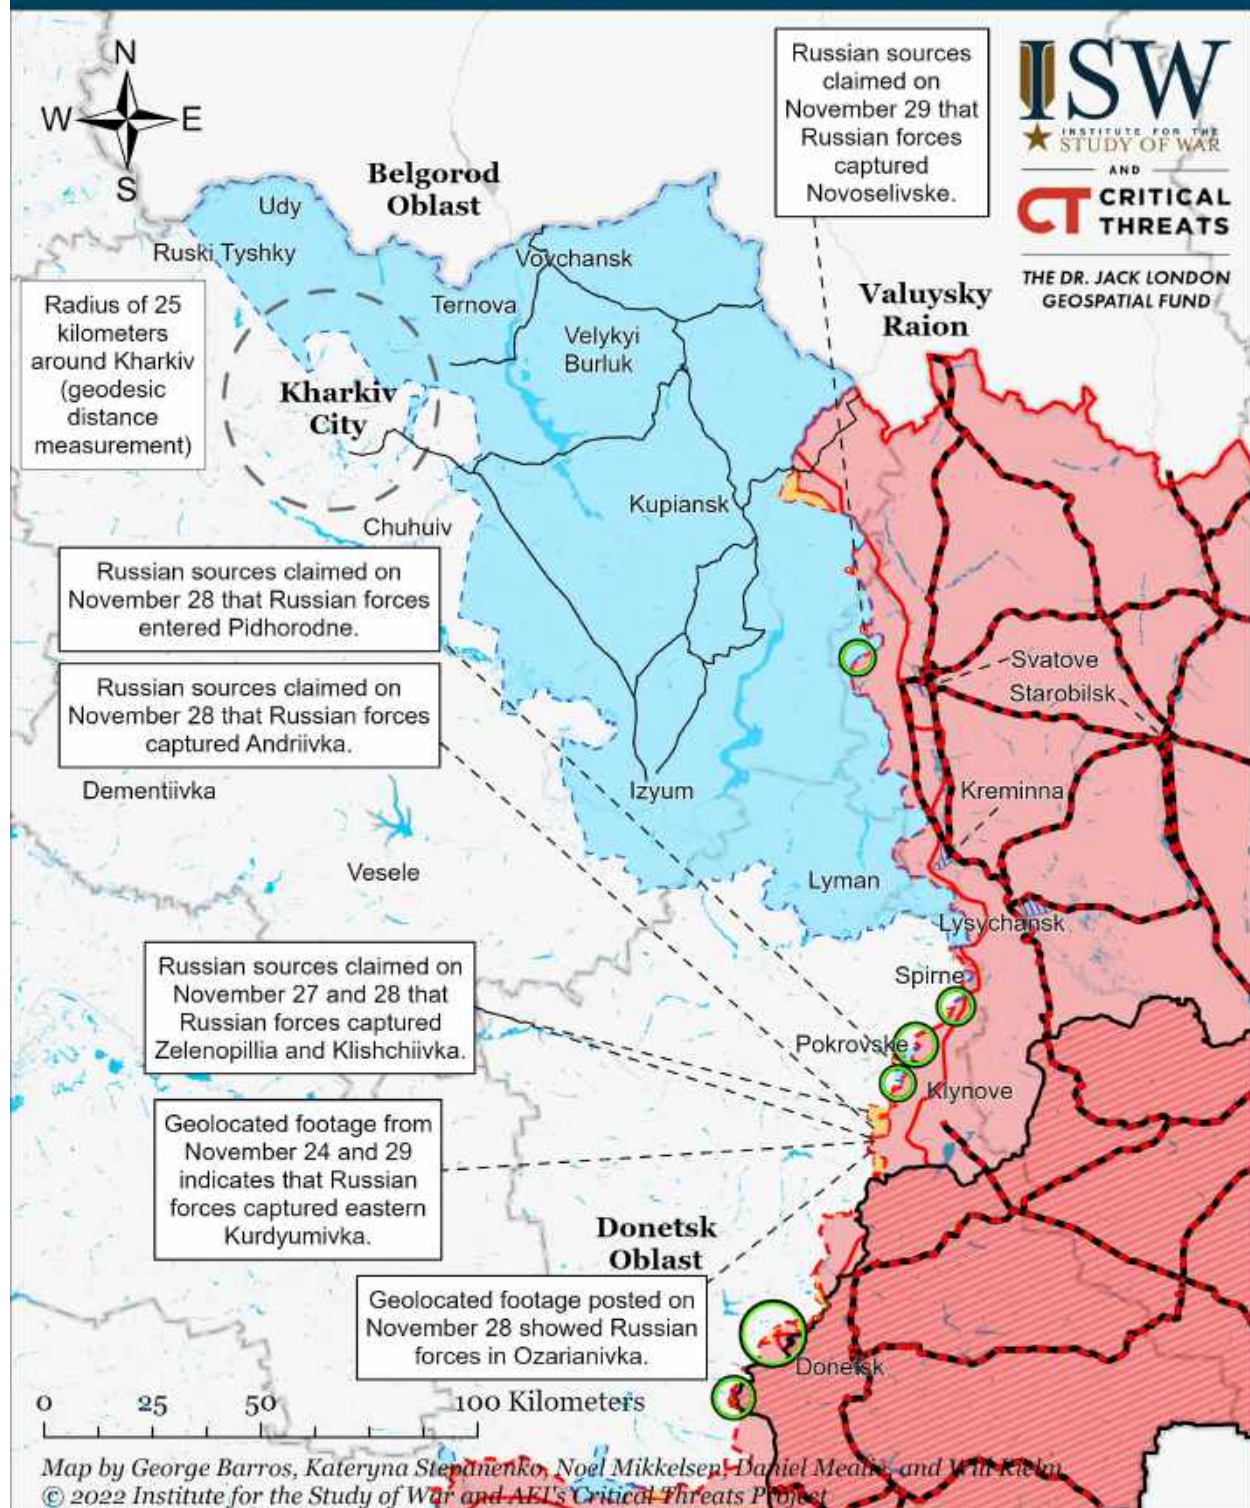 N
W E
S
Russian sources
claimed on
November 29 that
Russian forces
captured
Novoselivske.
ISW
INSTITUTE FOR THE
STUDY OF WAR
AND
CT CRITICAL
THREATS
THE DR. JACK LONDON
GEOSPATIAL FUND
Belgorod
Oblast
Udy
Ruski Tyshky
Vovchansk
Ternova
Velykyi
Burluk
Valuysky
Raion
Radius of 25
kilometers
around Kharkiv
(geodesic
distance
measurement)
Kharkiv
City
Kupiansk
Chuhuiv
Russian sources claimed on
November 28 that Russian forces
entered Pidhorodne.
Russian sources claimed on
November 28 that Russian forces
captured Andriivka.
Svatove
Starobilsk
Dementiivka
Izyum
Kreminna
Vesele
Lyman
Lysychansk
Russian sources claimed on
November 27 and 28 that
Russian forces captured
Zelenopillia and Klishchiivka.
Spirne
Pokrovske
Klynove
Geolocated footage from
November 24 and 29
indicates that Russian
forces captured eastern
Kurdyumivka.
Donetsk
Oblast
Geolocated footage posted on
November 28 showed Russian
forces in Ozarianivka.
Donetsk
0 25 50 100 Kilometers
Map by George Barros, Kateryna Stepanenko, Noel Mikkelsen, Daniel Mealie, and Will Kielm
© 2022 Institute for the Study of War and AEI's Critical Threats Project